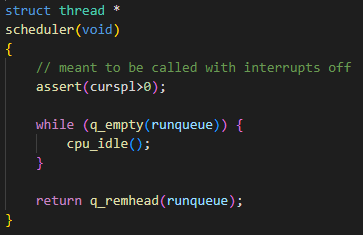 struct thread *
scheduler(void)
{
    // meant to be called with interrupts off
    assert(curspl>0);

    while (q_empty(runqueue)) {
        cpu_idle();
    }

    return q_remhead(runqueue);
}